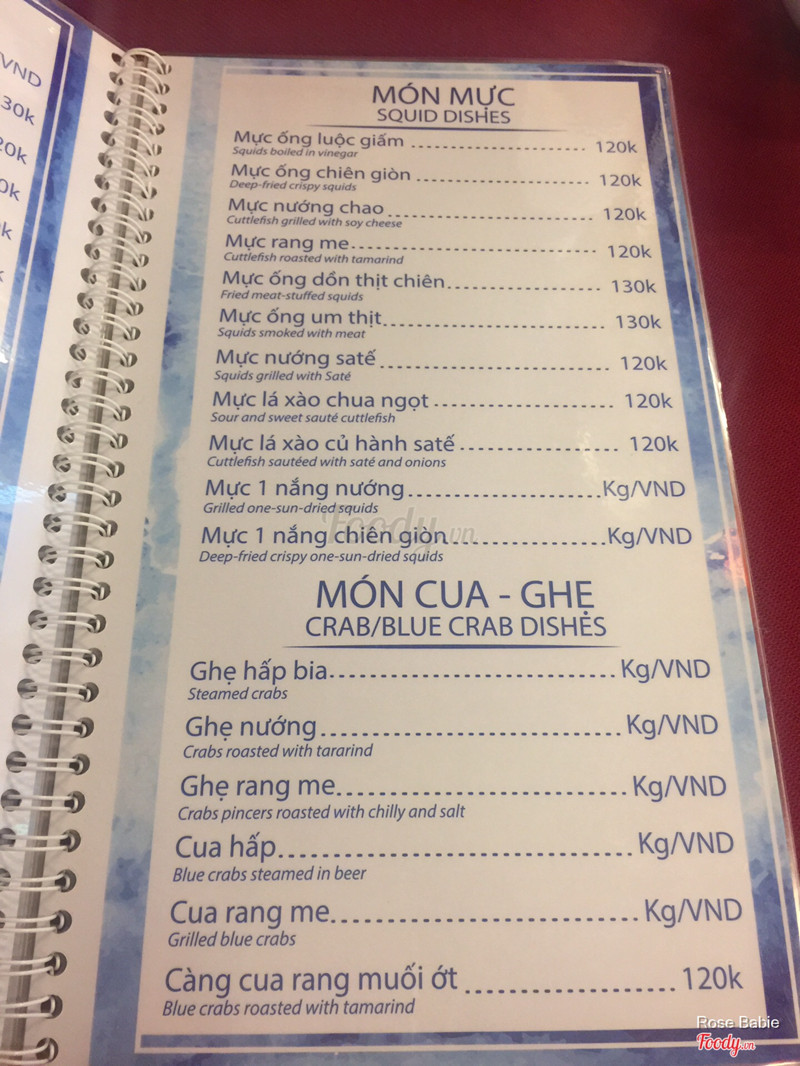 VND
30k
20k
0k
k
MÓN MỰC
SQUID DISHES
Mực ống luộc giấm ........ 120k
Squids boiled in vinegar
Mực ống chiên giòn ........ 120k
Deep-fried crispy squids
Mực nướng chao ........ 120k
Cuttlefish grilled with soy cheese
Mực rang me ........ 120k
Cuttlefish roasted with tamarind
Mực ống dồn thịt chiên ........ 130k
Fried meat-stuffed squids
Mực ống um thịt ........ 130k
Squids smoked with meat
Mực nướng satế ........ 120k
Squids grilled with Saté
Mực lá xào chua ngọt ........ 120k
Sour and sweet sauté cuttlefish
Mực lá xào củ hành satế ........ 120k
Cuttlefish sautéed with saté and onions
Mực 1 nắng nướng ........ Kg/VND
Grilled one-sun-dried squids
Mực 1 nắng chiên giòn ........ Kg/VND
Deep-fried crispy one-sun-dried squids
Foody.vn
MÓN CUA - GHẸ
CRAB/BLUE CRAB DISHES
Ghẹ hấp bia ........ Kg/VND
Steamed crabs
Ghẹ nướng ........ Kg/VND
Crabs roasted with tararind
Ghẹ rang me ........ Kg/VND
Crabs pincers roasted with chilly and salt
Cua hấp ........ Kg/VND
Blue crabs steamed in beer
Cua rang me ........ Kg/VND
Grilled blue crabs
Càng cua rang muối ớt ........ 120k
Blue crabs roasted with tamarind
Rose Babie
Foody.vn